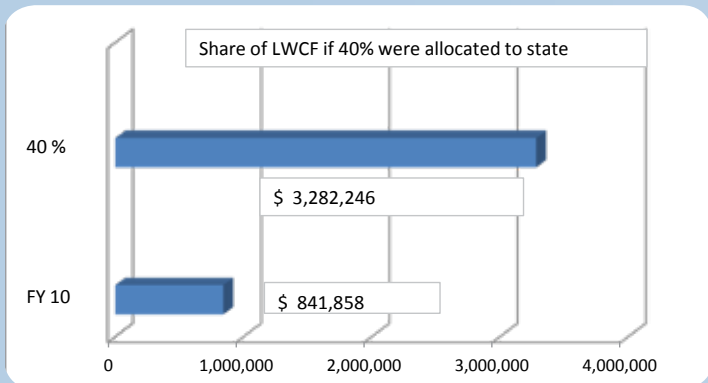 Share of LWCF if 40% were allocated to state
40 %
$ 3,282,246
FY 10
$ 841,858
0 1,000,000 2,000,000 3,000,000 4,000,000